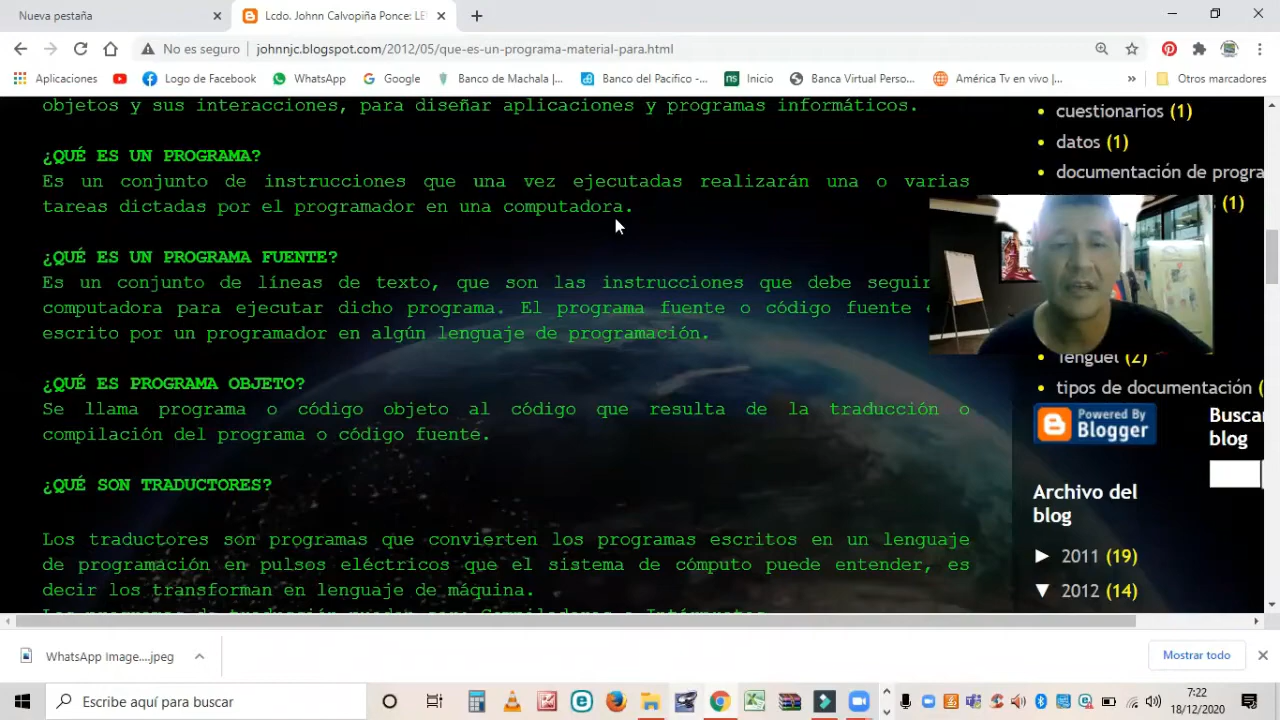 Nueva pestaña
Lcdo. Johnn Calvopiña Ponce: LE
No es seguro
johnnjc.blogspot.com/2012/05/que-es-un-programa-material-para.html
Aplicaciones
Logo de Facebook
WhatsApp
Google
Banco de Machala |...
Banco del Pacifico -...
Inicio
Banca Virtual Perso...
América Tv en vivo |...
»
Otros marcadores
objetos y sus interacciones, para diseñar aplicaciones y programas informáticos.
¿QUÉ ES UN PROGRAMA?
Es un conjunto de instrucciones que una vez ejecutadas realizarán una o varias
tareas dictadas por el programador en una computadora.
¿QUÉ ES UN PROGRAMA FUENTE?
Es un conjunto de líneas de texto, que son las instrucciones que debe seguir
computadora para ejecutar dicho programa. El programa fuente o código fuente
escrito por un programador en algún lenguaje de programación.
¿QUÉ ES PROGRAMA OBJETO?
Se llama programa o código objeto al código que resulta de la traducción o
compilación del programa o código fuente.
¿QUÉ SON TRADUCTORES?
Los traductores son programas que convierten los programas escritos en un lenguaje
de programación en pulsos eléctricos que el sistema de cómputo puede entender, es
decir los transforman en lenguaje de máquina.
Los programas de traducción pueden ser: Compiladores e Intérpretes
cuestionarios (1)
datos (1)
documentación de progra
(1)
lenguel (2)
tipos de documentación (
Powered By
Blogger
Busca
blog
Archivo del
blog
► 2011 (19)
▼ 2012 (14)
WhatsApp Image....jpeg
Mostrar todo
Escribe aquí para buscar
7:22
18/12/2020